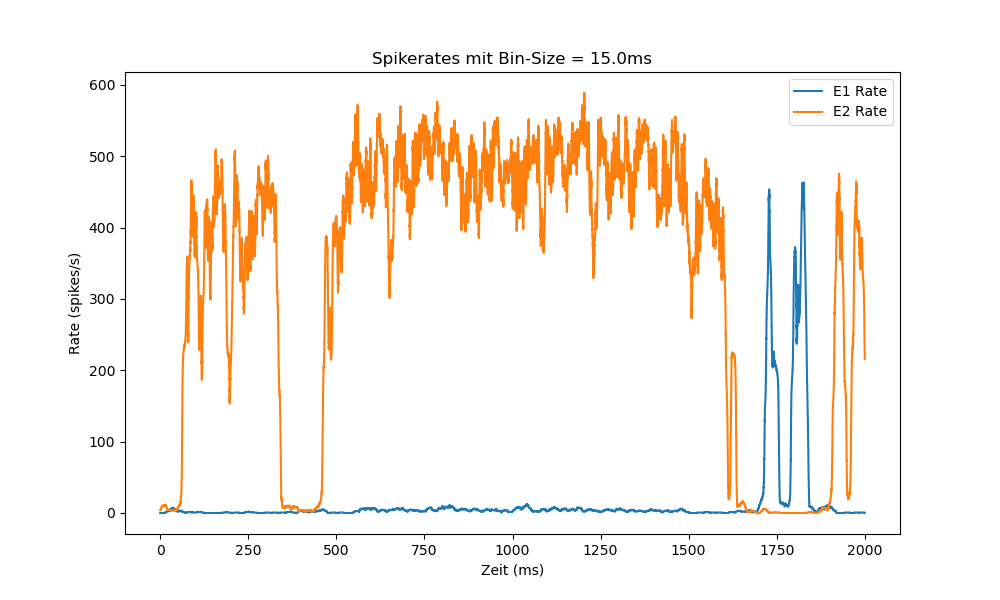 Spikerates mit Bin-Size = 15.0ms
E1 Rate
E2 Rate
Rate (spikes/s)
600
500
400
300
200
100
0
0 250 500 750 1000 1250 1500 1750 2000
Zeit (ms)